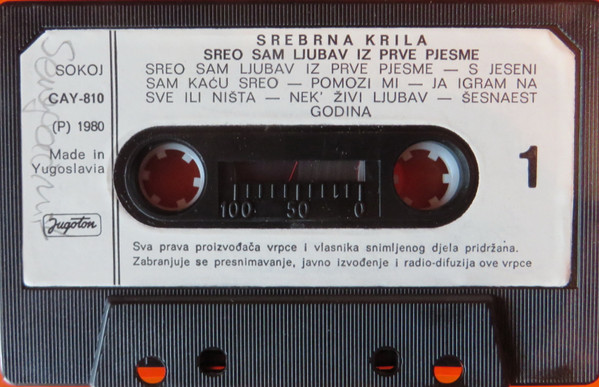 SREBRNA KRILA
SREO SAM LJUBAV IZ PRVE PJESME
SREO SAM LJUBAV IZ PRVE PJESME — S JESENI
SAM KAĆU SREO — POMOZI MI — JA IGRAM NA
SVE ILI NIŠTA — NEK' ŽIVI LJUBAV — ŠESNAEST
GODINA
SOKOJ
CAY-810
(P) 1980
Made in
Yugoslavia
Jugoton
1
100 50 0
Sva prava proizvođača vrpce i vlasnika snimljenog djela pridržana.
Zabranjuje se presnimavanje, javno izvođenje i radio-difuzija ove vrpce